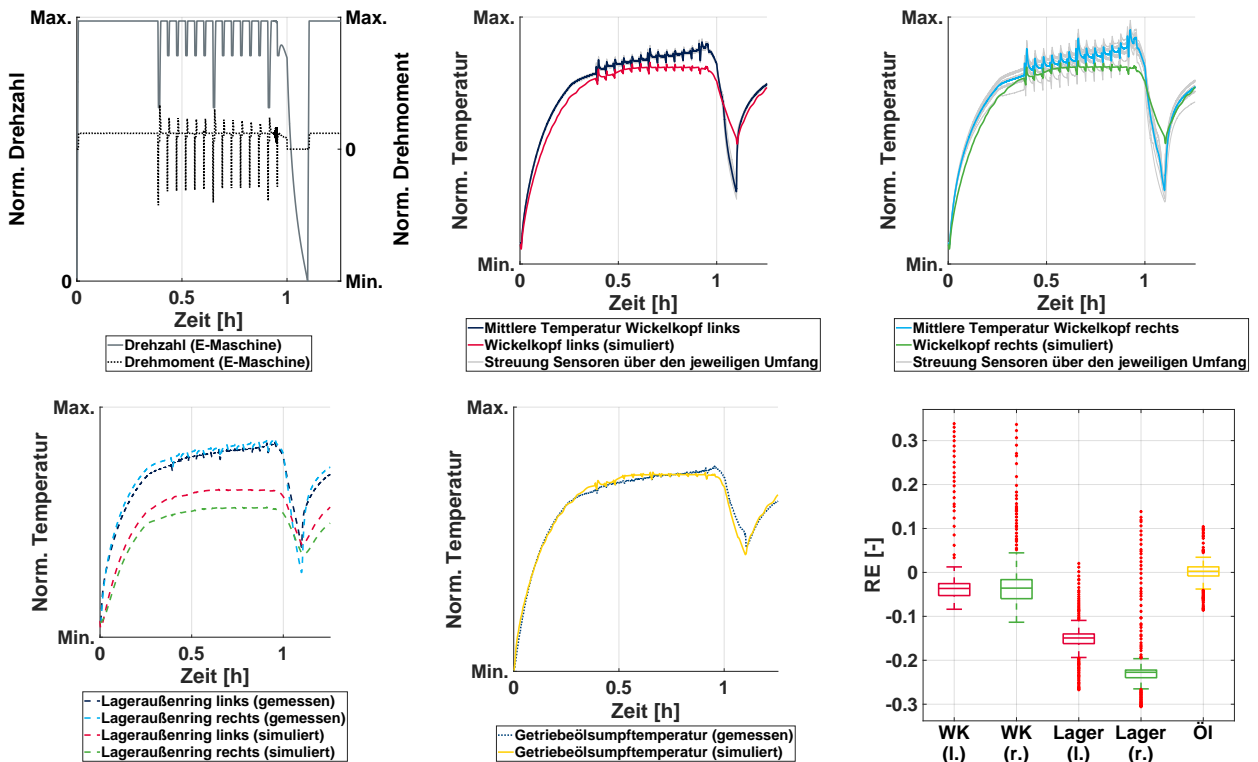 Max.
Norm. Drehzahl
0
0
0.5
1
Zeit [h]
Max.
0
Min.
Norm. Drehmoment
Drehzahl (E-Maschine)
Drehmoment (E-Maschine)
Max.
Norm. Temperatur
Min.
0
0.5
1
Zeit [h]
Mittlere Temperatur Wickelkopf links
Wickelkopf links (simuliert)
Streuung Sensoren über den jeweiligen Umfang
Max.
Norm. Temperatur
Min.
0
0.5
1
Zeit [h]
Mittlere Temperatur Wickelkopf rechts
Wickelkopf rechts (simuliert)
Streuung Sensoren über den jeweiligen Umfang
Max.
Norm. Temperatur
Min.
0
0.5
1
Zeit [h]
Lageraußenring links (gemessen)
Lageraußenring rechts (gemessen)
Lageraußenring links (simuliert)
Lageraußenring rechts (simuliert)
Max.
Norm. Temperatur
Min.
0
0.5
1
Zeit [h]
Getriebeölsumpftemperatur (gemessen)
Getriebeölsumpftemperatur (simuliert)
RE [-]
0.3
0.2
0.1
0
-0.1
-0.2
-0.3
WK (l.)
WK (r.)
Lager (l.)
Lager (r.)
Öl